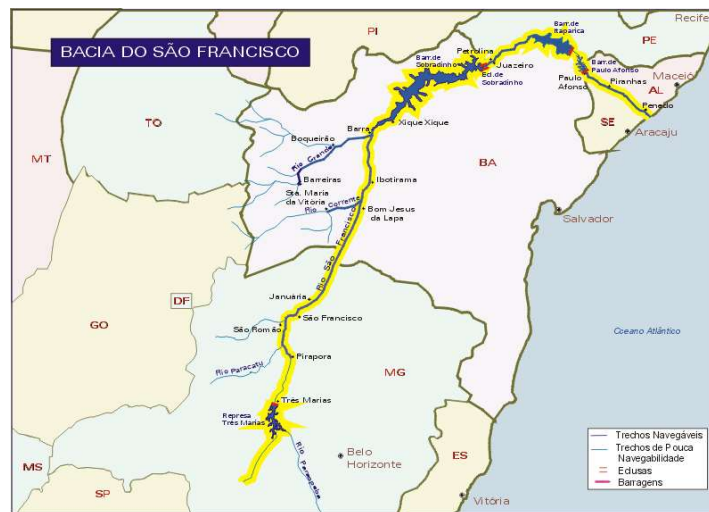 BACIA DO SÃO FRANCISCO
PI
Recife
PE
Barr. de
Itaparica
Petrolina
Barr. de
Sobradinho
Juazeiro
Ecl. de
Sobradinho
Barr. de
Paulo Afonso
Paulo
Afonso
Piranhas
Maceió
AL
Penedo
SE
Aracaju
TO
MT
Boqueirão
Barra
Xique Xique
BA
Rio Grande
Barreiras
Ibotirama
Sta. Maria
da Vitória
Rio Corrente
Bom Jesus
da Lapa
Salvador
Rio São Francisco
Januária
DF
São Francisco
São Romão
GO
Oceano Atlântico
Pirapora
Rio Paracatu
MG
Três Marias
Represa
Três Marias
Rio Paraopeba
Belo
Horizonte
ES
MS
SP
Vitória
Trechos Navegáveis
Trechos de Pouca
Navegabilidade
Eclusas
Barragens